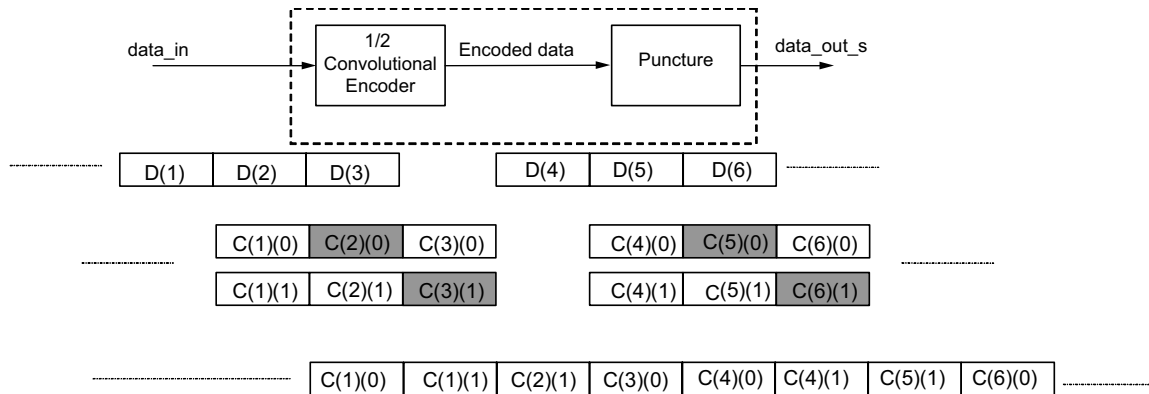 data_in
1/2
Convolutional
Encoder
Encoded data
Puncture
data_out_s
D(1) D(2) D(3) D(4) D(5) D(6)
C(1)(0) C(2)(0) C(3)(0) C(4)(0) C(5)(0) C(6)(0)
C(1)(1) C(2)(1) C(3)(1) C(4)(1) C(5)(1) C(6)(1)
C(1)(0) C(1)(1) C(2)(1) C(3)(0) C(4)(0) C(4)(1) C(5)(1) C(6)(0)